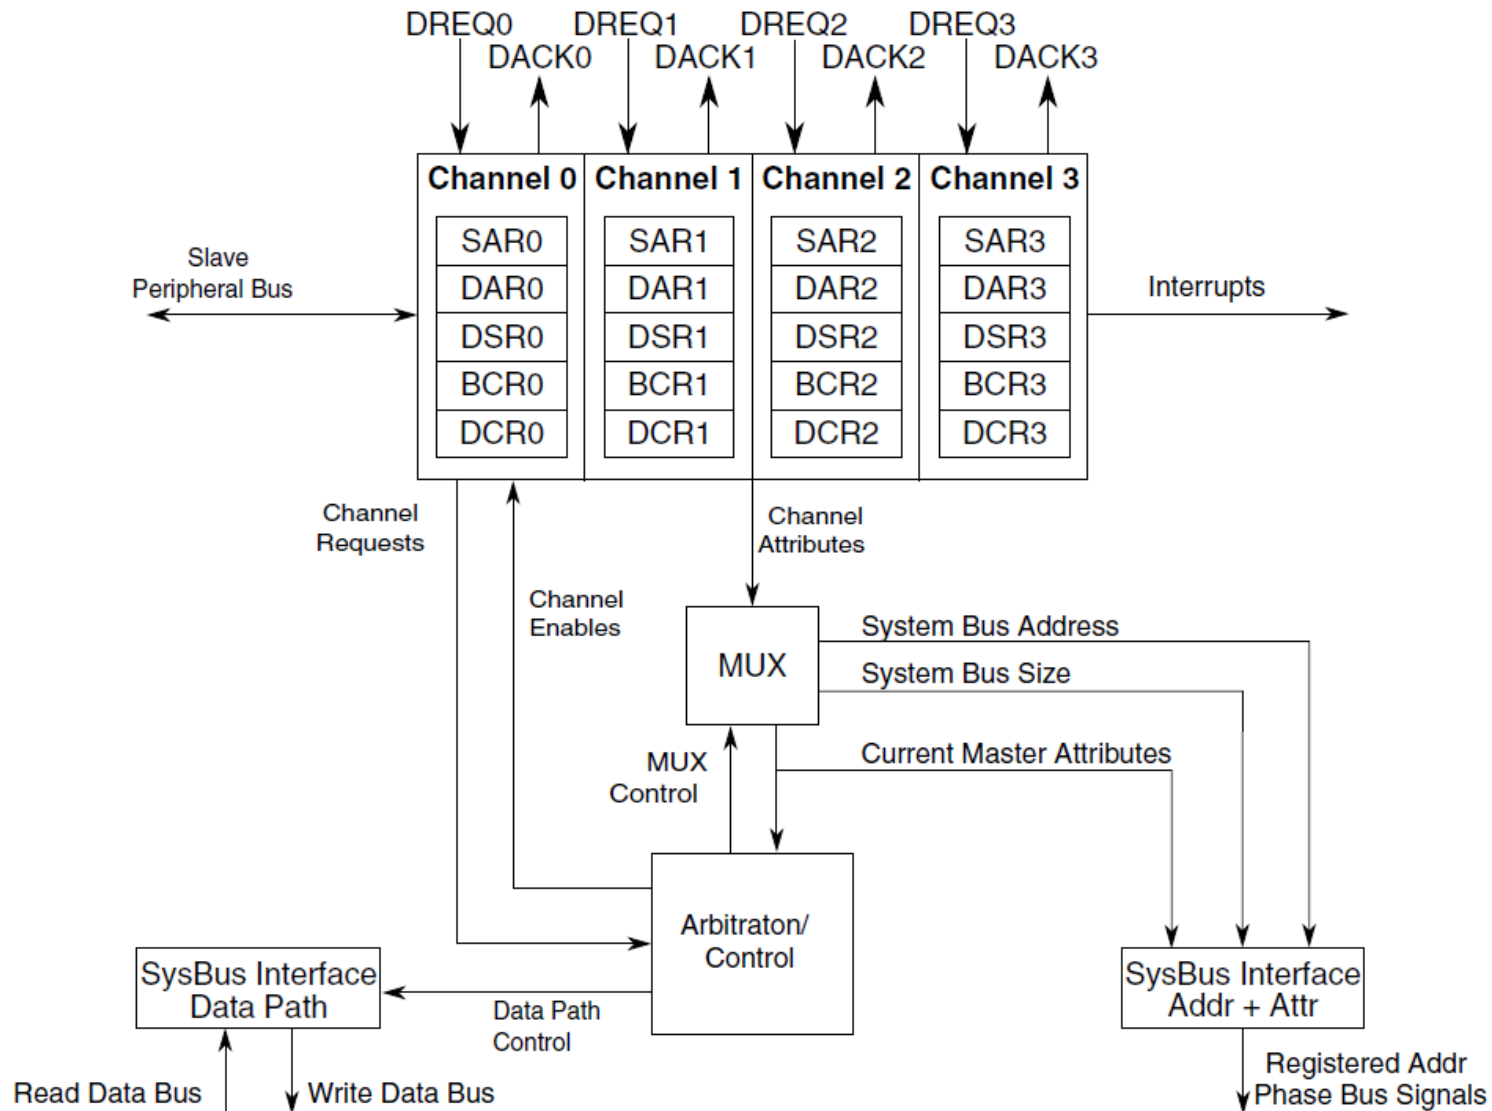 DREQ0 DREQ1 DREQ2 DREQ3
DACK0 DACK1 DACK2 DACK3
Channel 0 Channel 1 Channel 2 Channel 3
SAR0 SAR1 SAR2 SAR3
DAR0 DAR1 DAR2 DAR3
DSR0 DSR1 DSR2 DSR3
BCR0 BCR1 BCR2 BCR3
DCR0 DCR1 DCR2 DCR3
Slave
Peripheral Bus
Interrupts
Channel
Requests
Channel
Attributes
Channel
Enables
MUX
System Bus Address
System Bus Size
Current Master Attributes
MUX
Control
Arbitraton/
Control
SysBus Interface
Data Path
Data Path
Control
SysBus Interface
Addr + Attr
Read Data Bus
Write Data Bus
Registered Addr
Phase Bus Signals